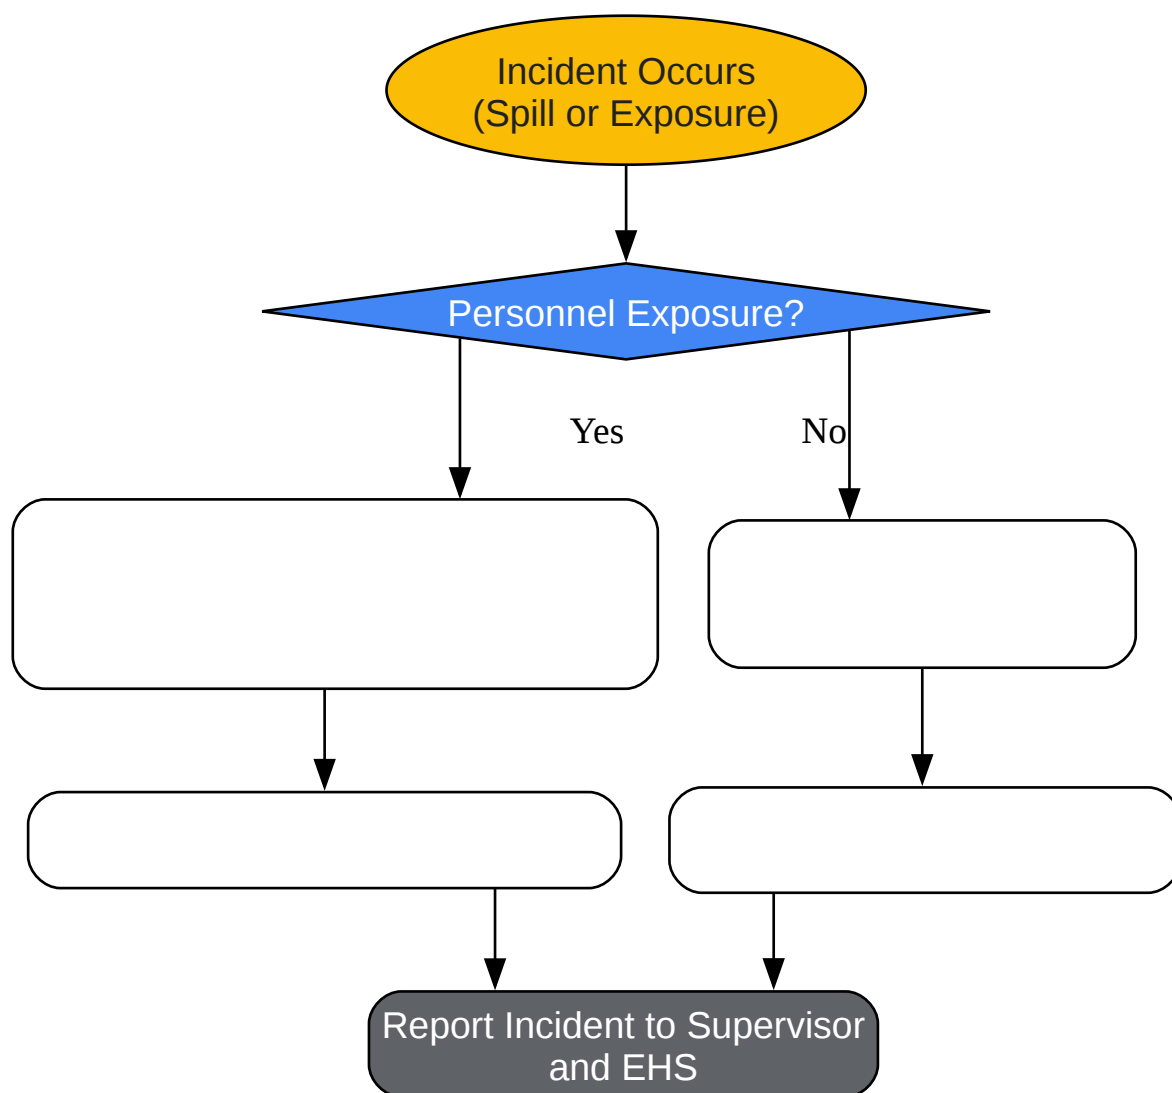 Incident Occurs
(Spill or Exposure)
Personnel Exposure?
Yes
No
Report Incident to Supervisor
and EHS